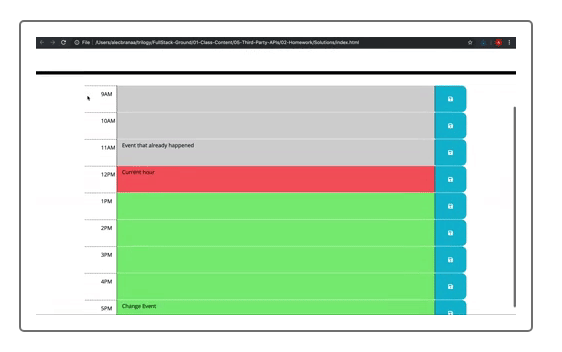 File | /Users/alecibranaa/trilogy/FullStack-Ground/01-Class-Content/05-Third-Party-APIs/02-Homework/Solutions/index.html
9AM
10AM
11AM Event that already happened
12PM Current hour
1PM
2PM
3PM
4PM
5PM Change Event